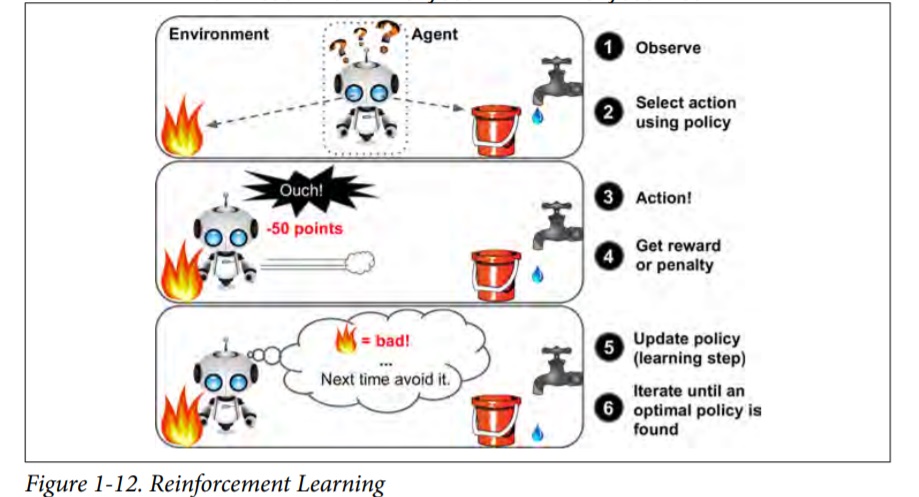 Environment
Agent
? ? ?
1 Observe
2 Select action
using policy
Ouch!
-50 points
3 Action!
4 Get reward
or penalty
= bad!
...
Next time avoid it.
5 Update policy
(learning step)
6 Iterate until an
optimal policy is
found
Figure 1-12. Reinforcement Learning